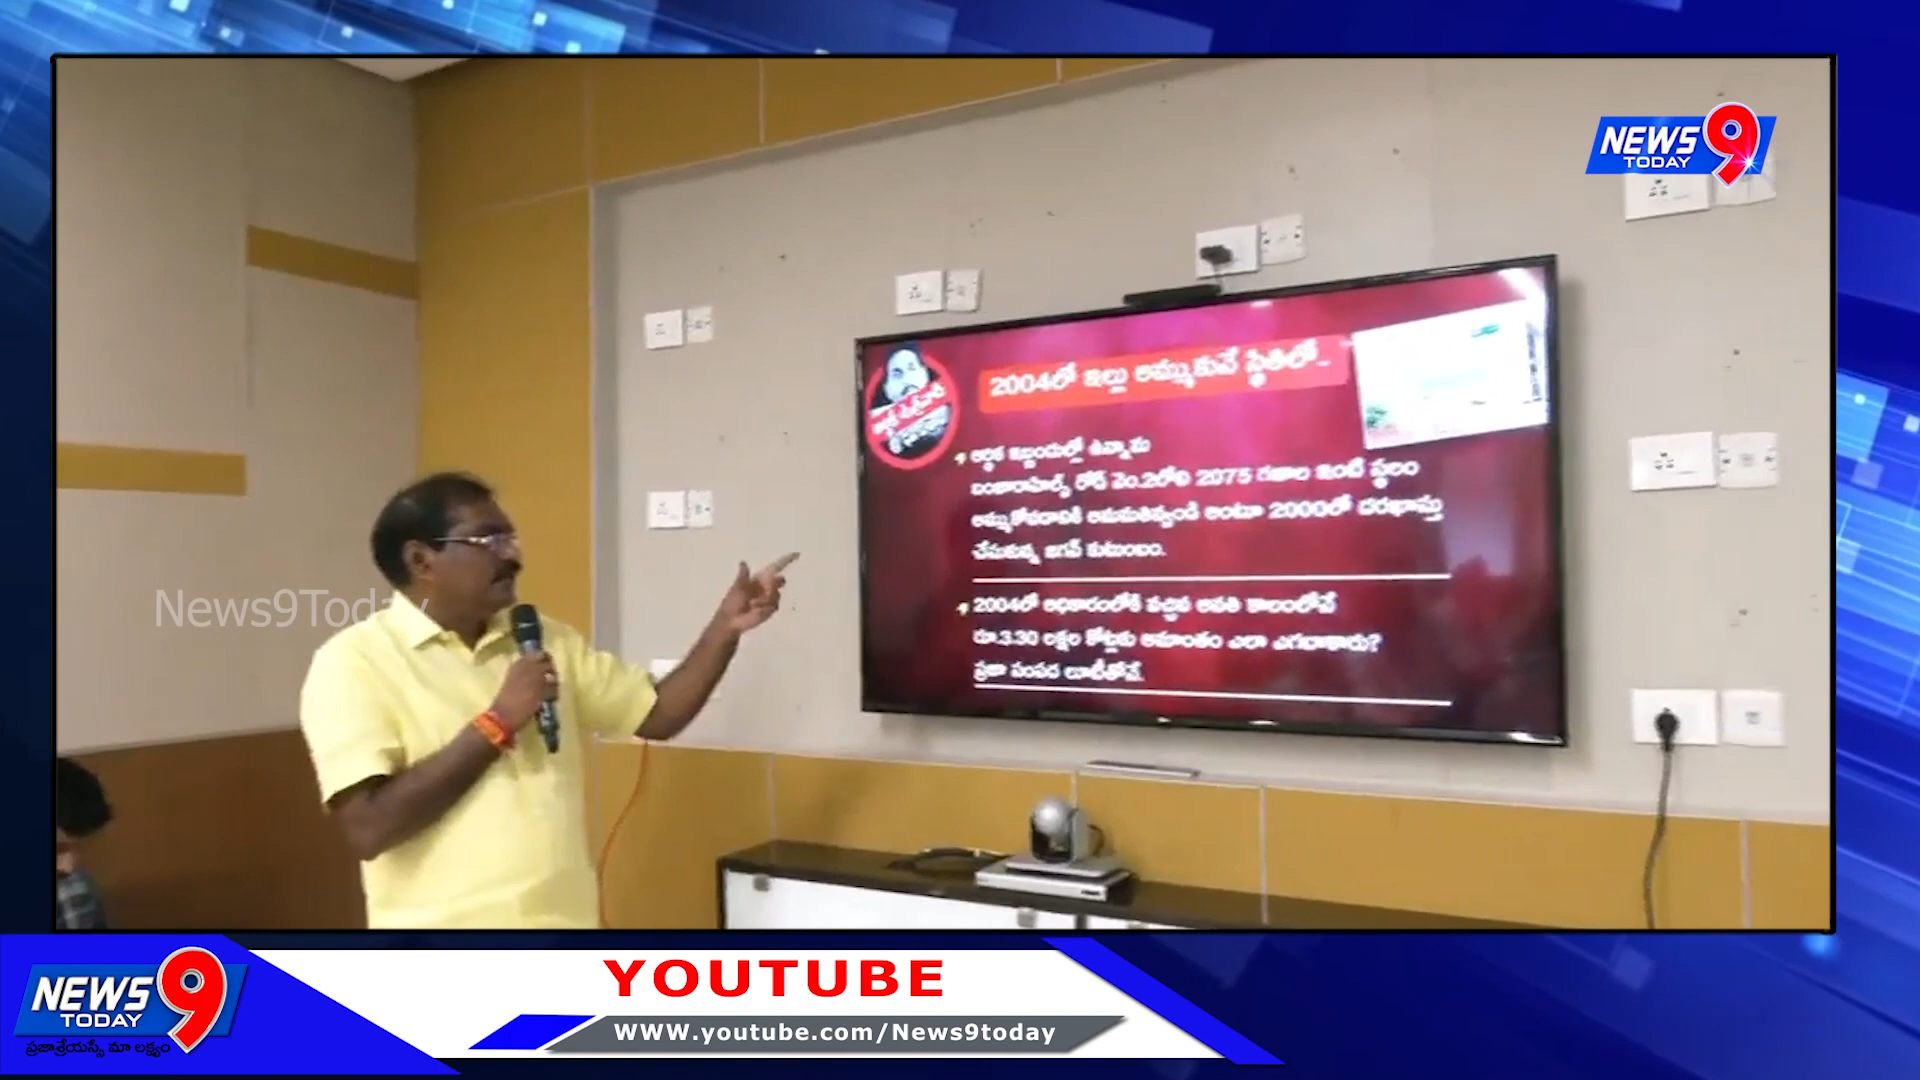 NEWS 9
TODAY
2004లో ఇల్లు అమ్ముకునే స్థితిలో..
ఆర్థిక ఇబ్బందుల్లో ఉన్నామ
బంజారాహిల్స్ రోడ్ నెం.2లోని 2075 గజాల ఇంటి స్థలం
అమ్ముకోవడానికి అనుమతివ్వండి అంటూ 2000లో దరఖాస్తు
చేసుకున్న జగన్ కుటుంబం.
2004లో అధికారంలోకి వచ్చిన అనతి కాలంలోనే
రూ.3.30 లక్షల కోట్లకు అమాంతం ఎలా ఎగబాకారు?
ప్రజా సంపద లూటీతోనే.
News9Today
NEWS 9
TODAY
ప్రజాశ్రేయస్సే మా లక్ష్యం
YOUTUBE
WWW.youtube.com/News9today